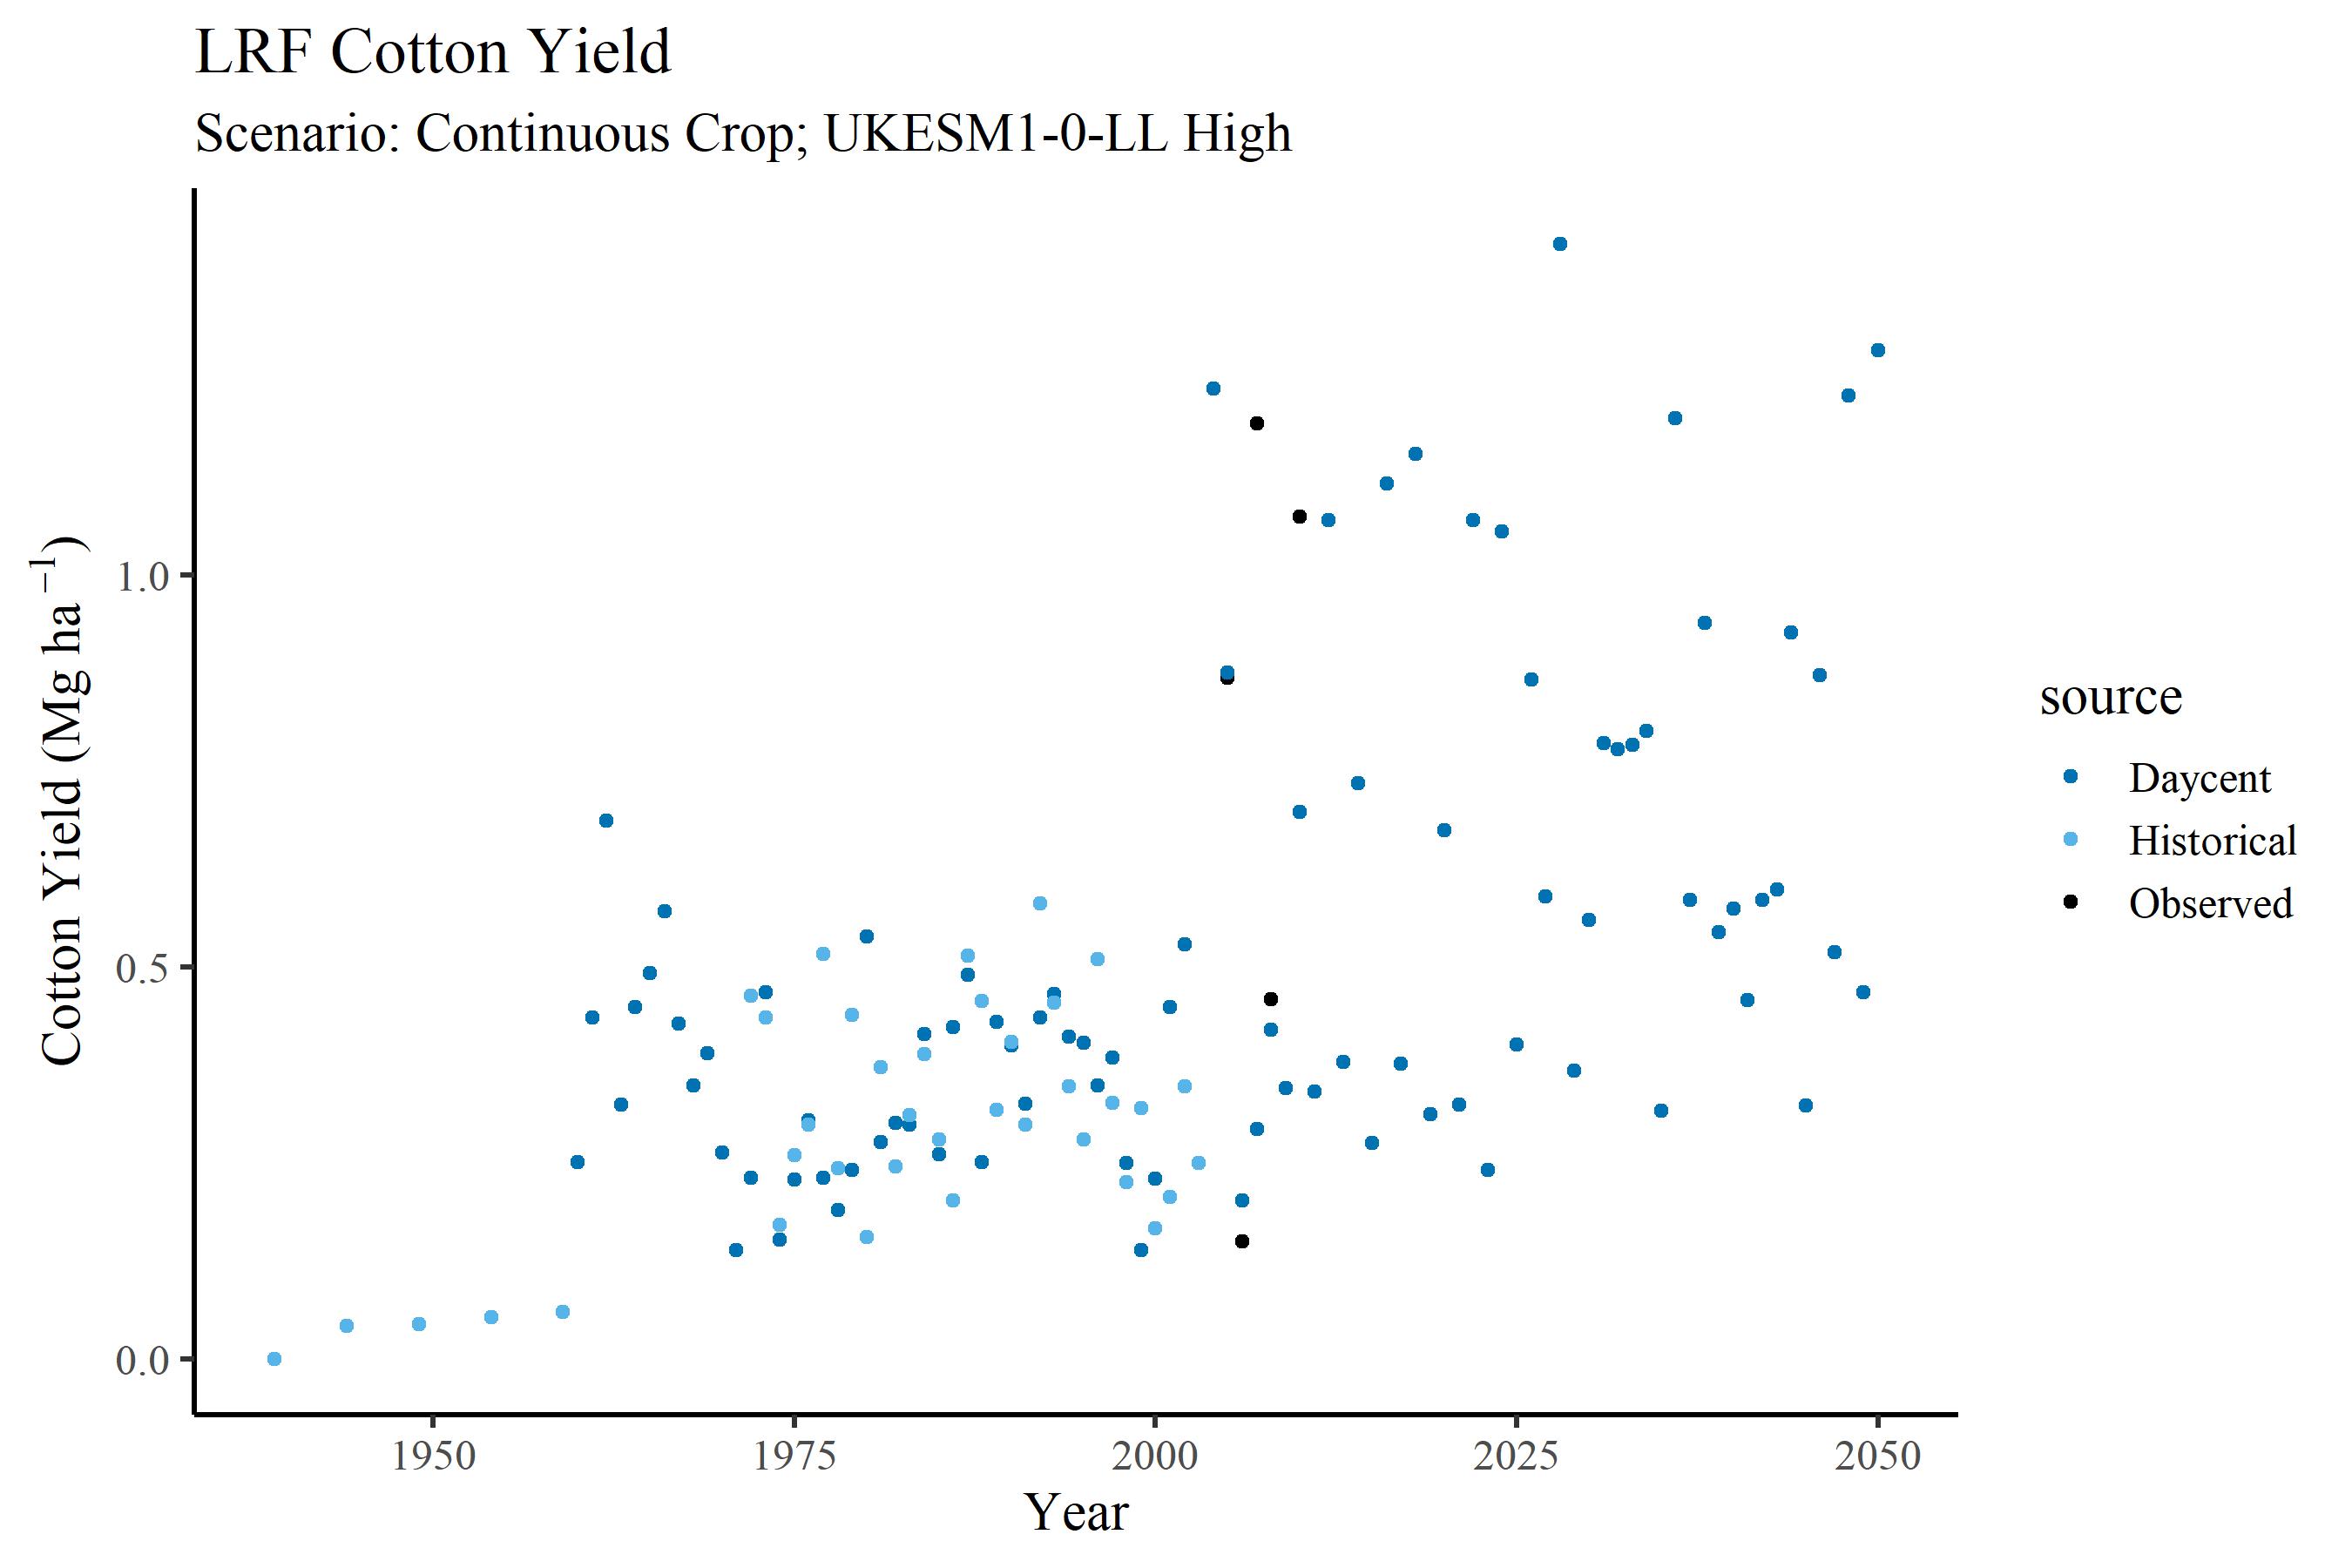 LRF Cotton Yield
Scenario: Continuous Crop; UKESM1-0-LL High
Cotton Yield (Mg ha⁻¹)
1.0
0.5
0.0
1950 1975 2000 2025 2050
Year
source
Daycent
Historical
Observed